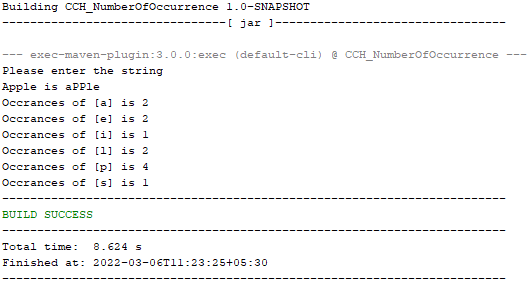 Building CCH_NumberOfOccurrence 1.0-SNAPSHOT
--------------------------------[ jar ]---------------------------------

--- exec-maven-plugin:3.0.0:exec (default-cli) @ CCH_NumberOfOccurrence ---
Please enter the string
Apple is aPPle
Occrances of [a] is 2
Occrances of [e] is 2
Occrances of [i] is 1
Occrances of [l] is 2
Occrances of [p] is 4
Occrances of [s] is 1
------------------------------------------------------------------------
BUILD SUCCESS
------------------------------------------------------------------------
Total time:  8.624 s
Finished at: 2022-03-06T11:23:25+05:30
------------------------------------------------------------------------